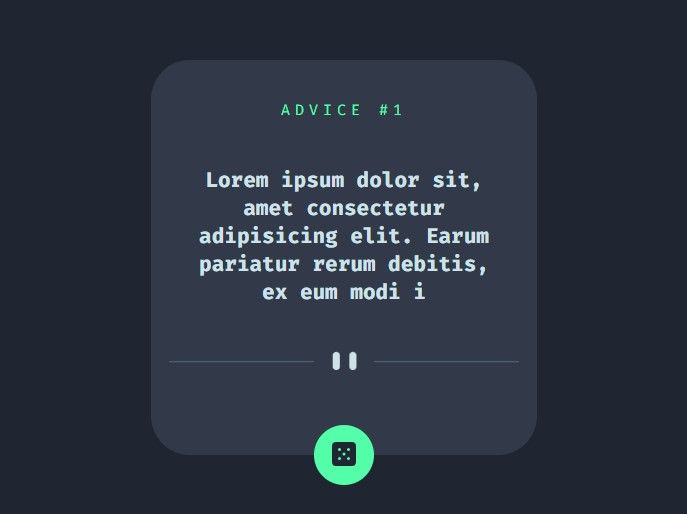 ADVICE #1
Lorem ipsum dolor sit,
amet consectetur
adipisicing elit. Earum
pariatur rerum debitis,
ex eum modi i